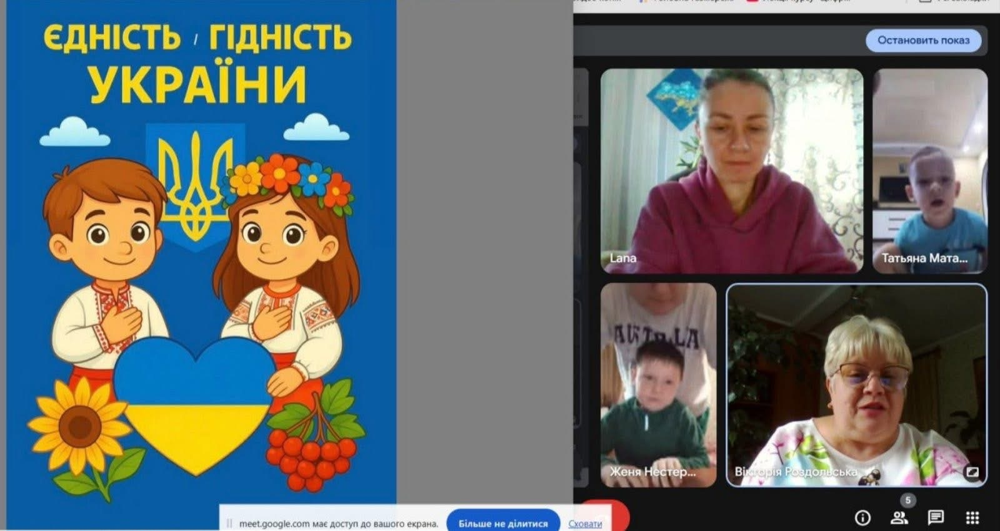 ЄДНІСТЬ / ГІДНІСТЬ
УКРАЇНИ
Остановить показ
Lana
Татьяна Мата...
AUSTRALIA
Женя Нестер...
Вікторія Роздольська
5
meet.google.com має доступ до вашого екрана.
Більше не ділитися
Сховати